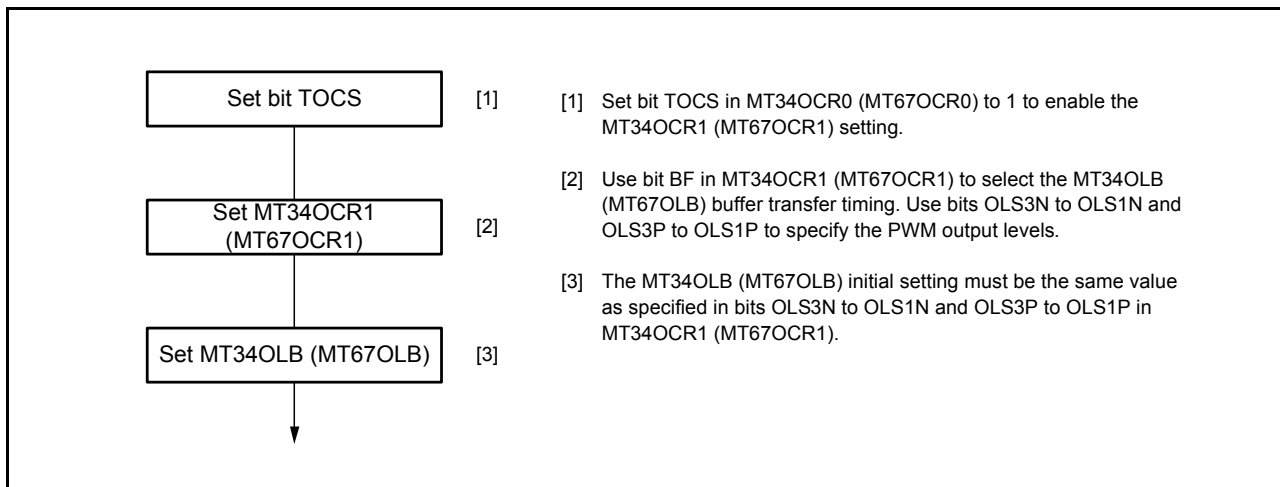 Set bit TOCS
[1]
Set MT34OCR1
(MT67OCR1)
[2]
Set MT34OLB (MT67OLB)
[3]
[1] Set bit TOCS in MT34OCR0 (MT67OCR0) to 1 to enable the
MT34OCR1 (MT67OCR1) setting.
[2] Use bit BF in MT34OCR1 (MT67OCR1) to select the MT34OLB
(MT67OLB) buffer transfer timing. Use bits OLS3N to OLS1N and
OLS3P to OLS1P to specify the PWM output levels.
[3] The MT34OLB (MT67OLB) initial setting must be the same value
as specified in bits OLS3N to OLS1N and OLS3P to OLS1P in
MT34OCR1 (MT67OCR1).